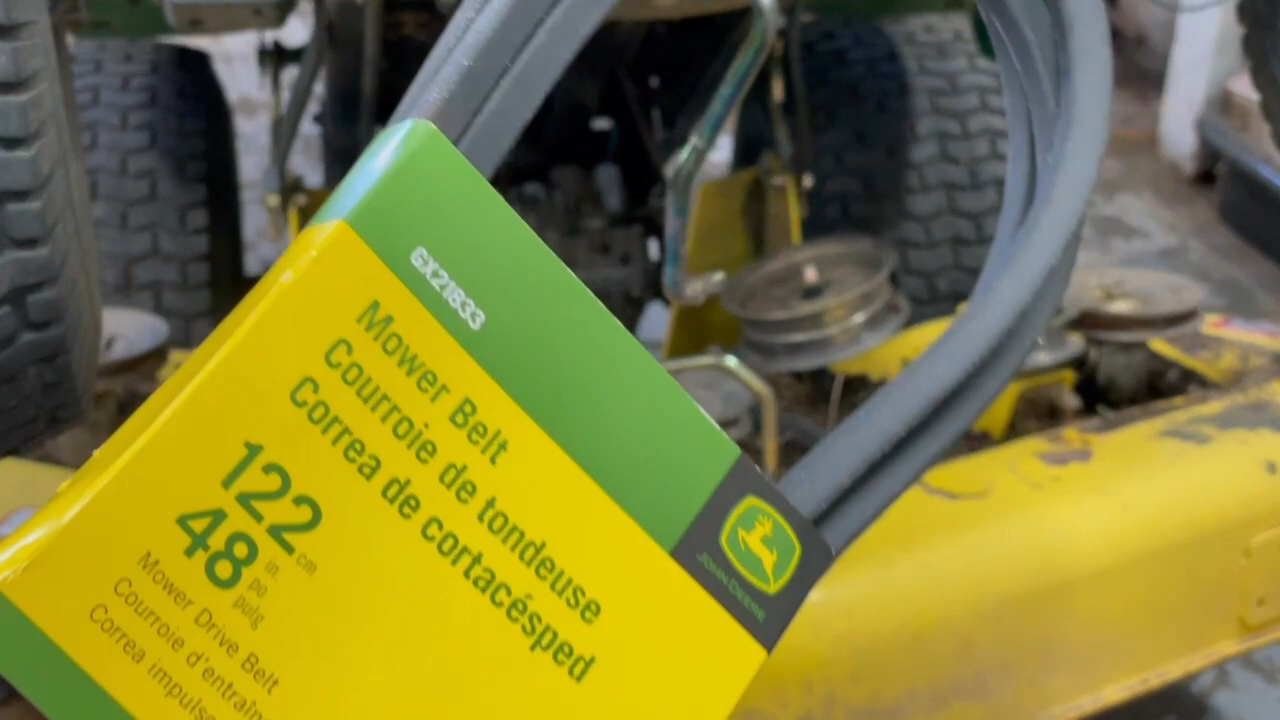 GX21833
Mower Belt
Courroie de tondeuse
Correa de cortacésped
122 cm
48 in.
po
pulg
Mower Drive Belt
Courroie d'entraîn
Correa impulso
JOHN DEERE